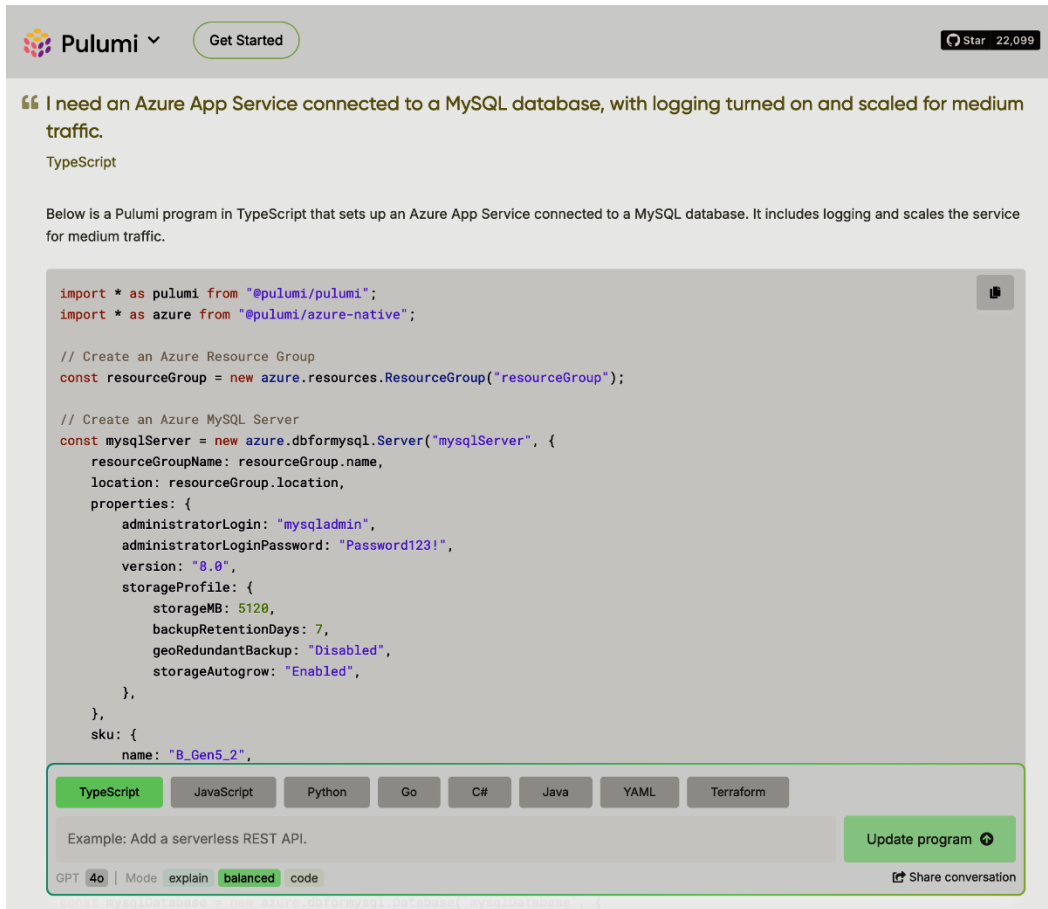 Pulumi
Get Started
Star 22,099
I need an Azure App Service connected to a MySQL database, with logging turned on and scaled for medium
traffic.
TypeScript
Below is a Pulumi program in TypeScript that sets up an Azure App Service connected to a MySQL database. It includes logging and scales the service
for medium traffic.
import * as pulumi from "@pulumi/pulumi";
import * as azure from "@pulumi/azure-native";
// Create an Azure Resource Group
const resourceGroup = new azure.resources.ResourceGroup("resourceGroup");
// Create an Azure MySQL Server
const mysqlServer = new azure.dbformysql.Server("mysqlServer", {
    resourceGroupName: resourceGroup.name,
    location: resourceGroup.location,
    properties: {
        administratorLogin: "mysqladmin",
        administratorLoginPassword: "Password123!",
        version: "8.0",
        storageProfile: {
            storageMB: 5120,
            backupRetentionDays: 7,
            geoRedundantBackup: "Disabled",
            storageAutogrow: "Enabled",
        },
    },
    sku: {
        name: "B_Gen5_2",
TypeScript JavaScript Python Go C# Java YAML Terraform
Example: Add a serverless REST API.
Update program
GPT 4o | Mode explain balanced code
Share conversation
const mysqlDatabase = new azure.dbformysql.Database("mysqlDatabase", {